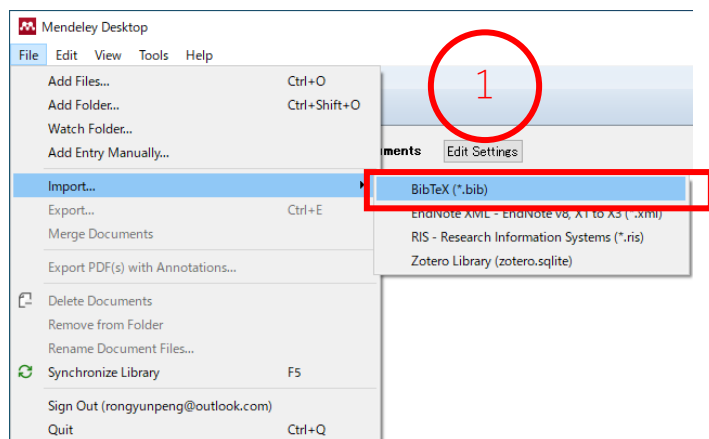 Mendeley Desktop
File Edit View Tools Help
Add Files... Ctrl+O
Add Folder... Ctrl+Shift+O
Watch Folder...
Add Entry Manually...
1
ments Edit Settings
Import...
BibTeX (*.bib)
EndNote XML - EndNote v8, X1 to X3 (*.xml)
RIS - Research Information Systems (*.ris)
Zotero Library (zotero.sqlite)
Export... Ctrl+E
Merge Documents
Export PDF(s) with Annotations...
Delete Documents
Remove from Folder
Rename Document Files...
Synchronize Library F5
Sign Out (rongyunpeng@outlook.com)
Quit Ctrl+Q